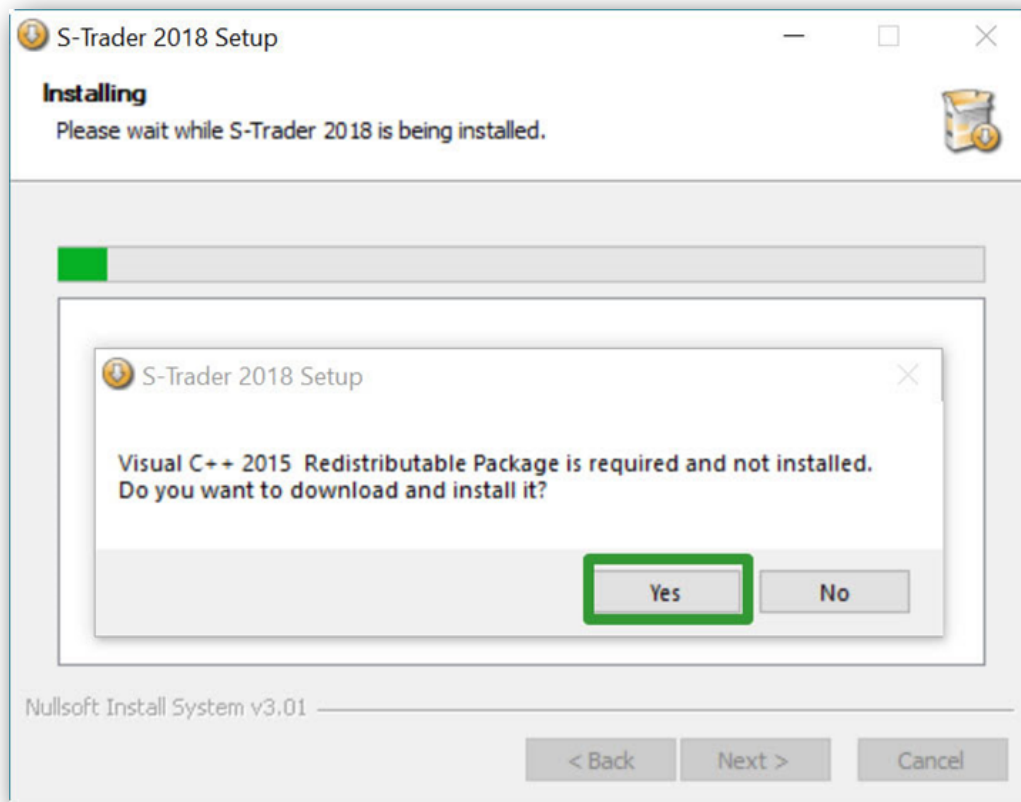 S-Trader 2018 Setup
Installing
Please wait while S-Trader 2018 is being installed.
S-Trader 2018 Setup
Visual C++ 2015  Redistributable Package is required and not installed.
Do you want to download and install it?
Yes No
Nullsoft Install System v3.01
< Back Next > Cancel